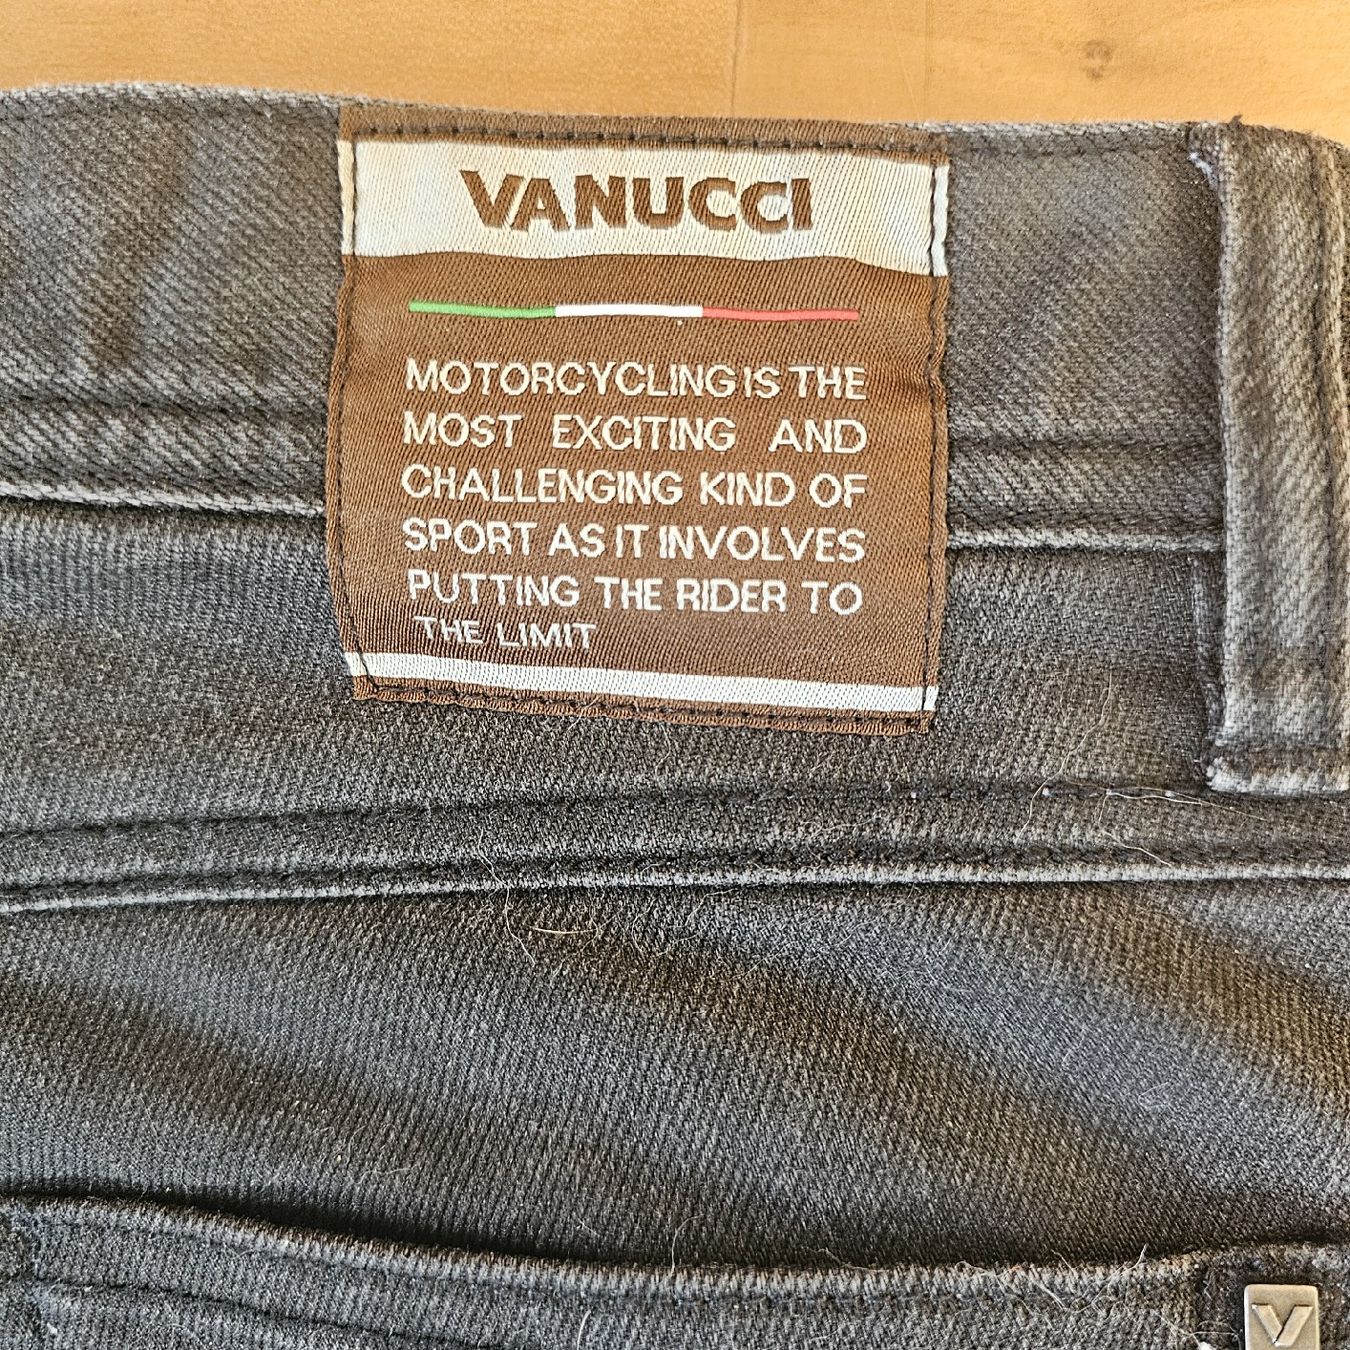 VANUCCI
MOTORCYCLING IS THE
MOST EXCITING AND
CHALLENGING KIND OF
SPORT AS IT INVOLVES
PUTTING THE RIDER TO
THE LIMIT
V